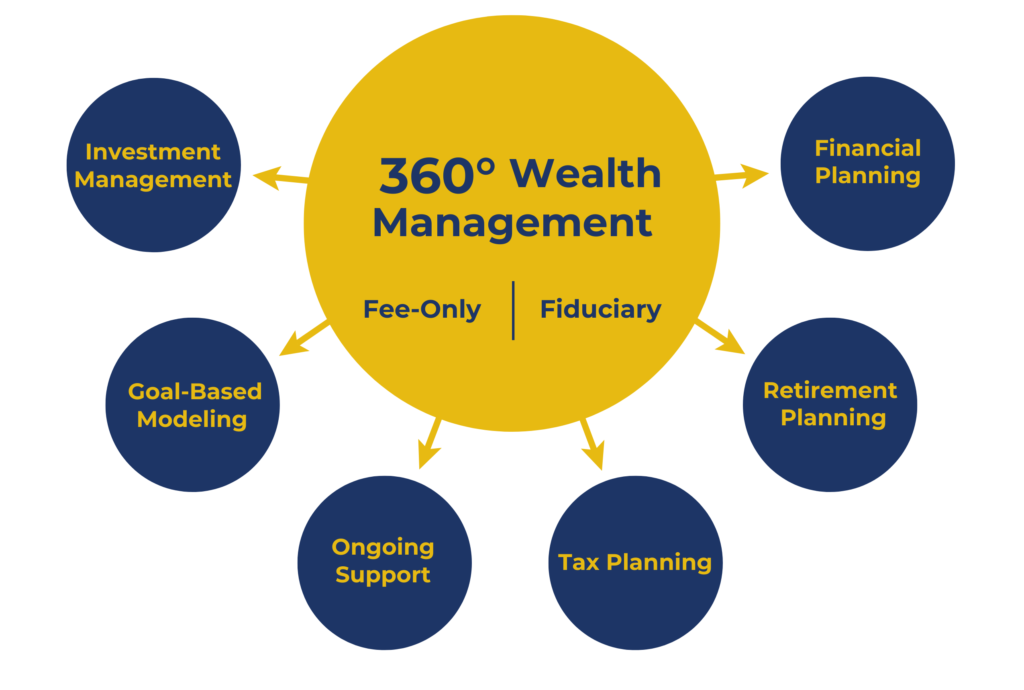 360° Wealth
Management
Fee-Only | Fiduciary
Investment
Management
Financial
Planning
Goal-Based
Modeling
Retirement
Planning
Ongoing
Support
Tax Planning